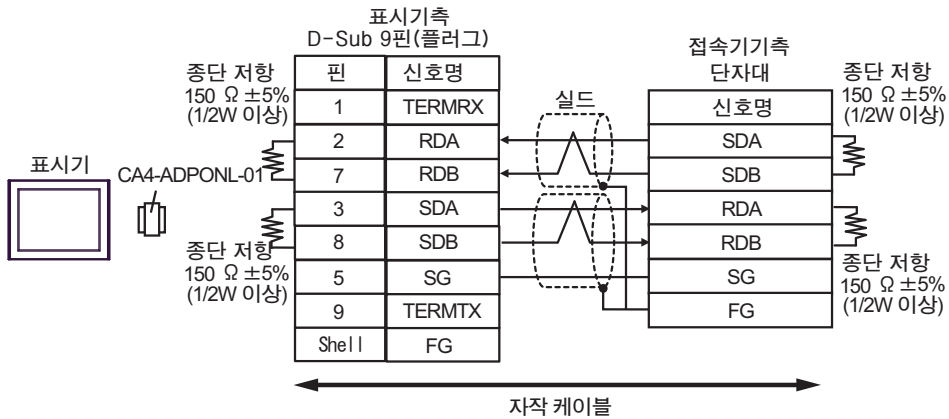 표시기측
D-Sub 9핀(플러그)
접속기기측
단자대
종단 저항
150 Ω ±5%
(1/2W 이상)
핀 신호명
1 TERMRX
2 RDA
7 RDB
3 SDA
8 SDB
5 SG
9 TERMTX
Shell FG
실드
신호명
SDA
SDB
RDA
RDB
SG
FG
종단 저항
150 Ω ±5%
(1/2W 이상)
표시기
CA4-ADPONL-01
종단 저항
150 Ω ±5%
(1/2W 이상)
종단 저항
150 Ω ±5%
(1/2W 이상)
자작 케이블